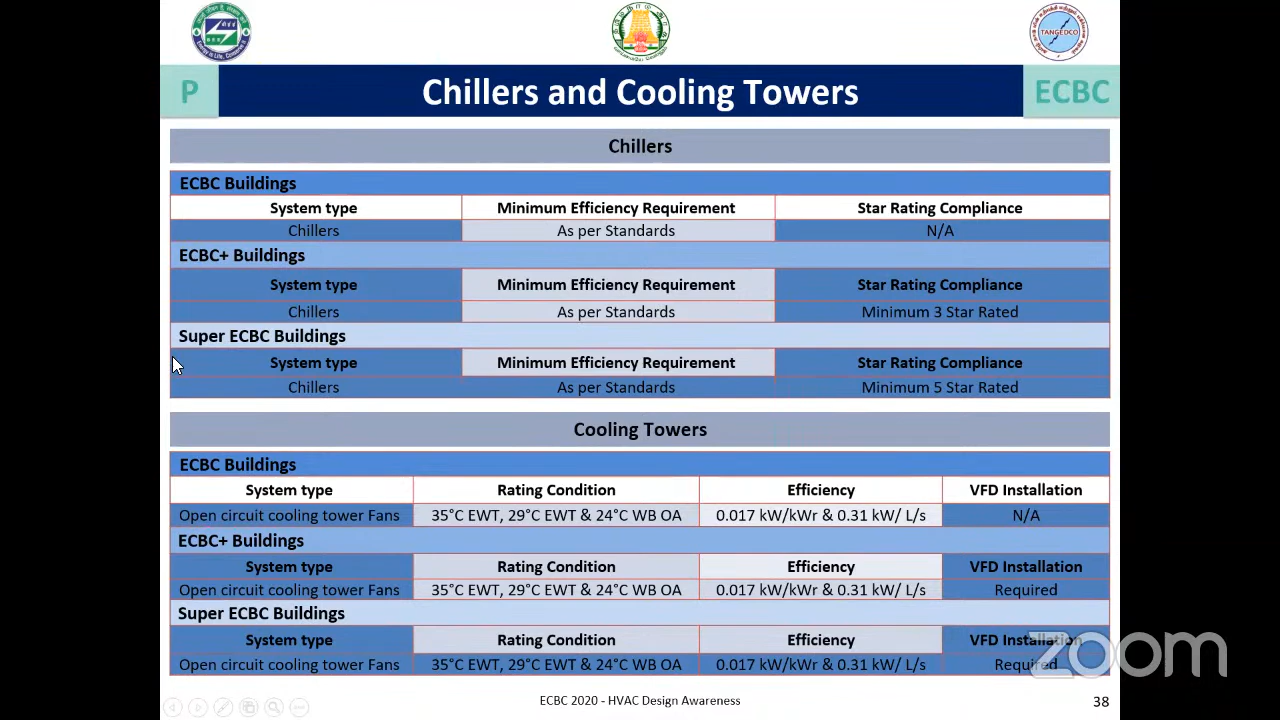 Energy is Life, Conserve it
TANGEDCO
P
Chillers and Cooling Towers
ECBC
Chillers
ECBC Buildings
System type Minimum Efficiency Requirement Star Rating Compliance
Chillers As per Standards N/A
ECBC+ Buildings
System type Minimum Efficiency Requirement Star Rating Compliance
Chillers As per Standards Minimum 3 Star Rated
Super ECBC Buildings
System type Minimum Efficiency Requirement Star Rating Compliance
Chillers As per Standards Minimum 5 Star Rated
Cooling Towers
ECBC Buildings
System type Rating Condition Efficiency VFD Installation
Open circuit cooling tower Fans 35°C EWT, 29°C EWT & 24°C WB OA 0.017 kW/kWr & 0.31 kW/ L/s N/A
ECBC+ Buildings
System type Rating Condition Efficiency VFD Installation
Open circuit cooling tower Fans 35°C EWT, 29°C EWT & 24°C WB OA 0.017 kW/kWr & 0.31 kW/ L/s Required
Super ECBC Buildings
System type Rating Condition Efficiency VFD Installation
Open circuit cooling tower Fans 35°C EWT, 29°C EWT & 24°C WB OA 0.017 kW/kWr & 0.31 kW/ L/s Required
zoom
ECBC 2020 - HVAC Design Awareness
38